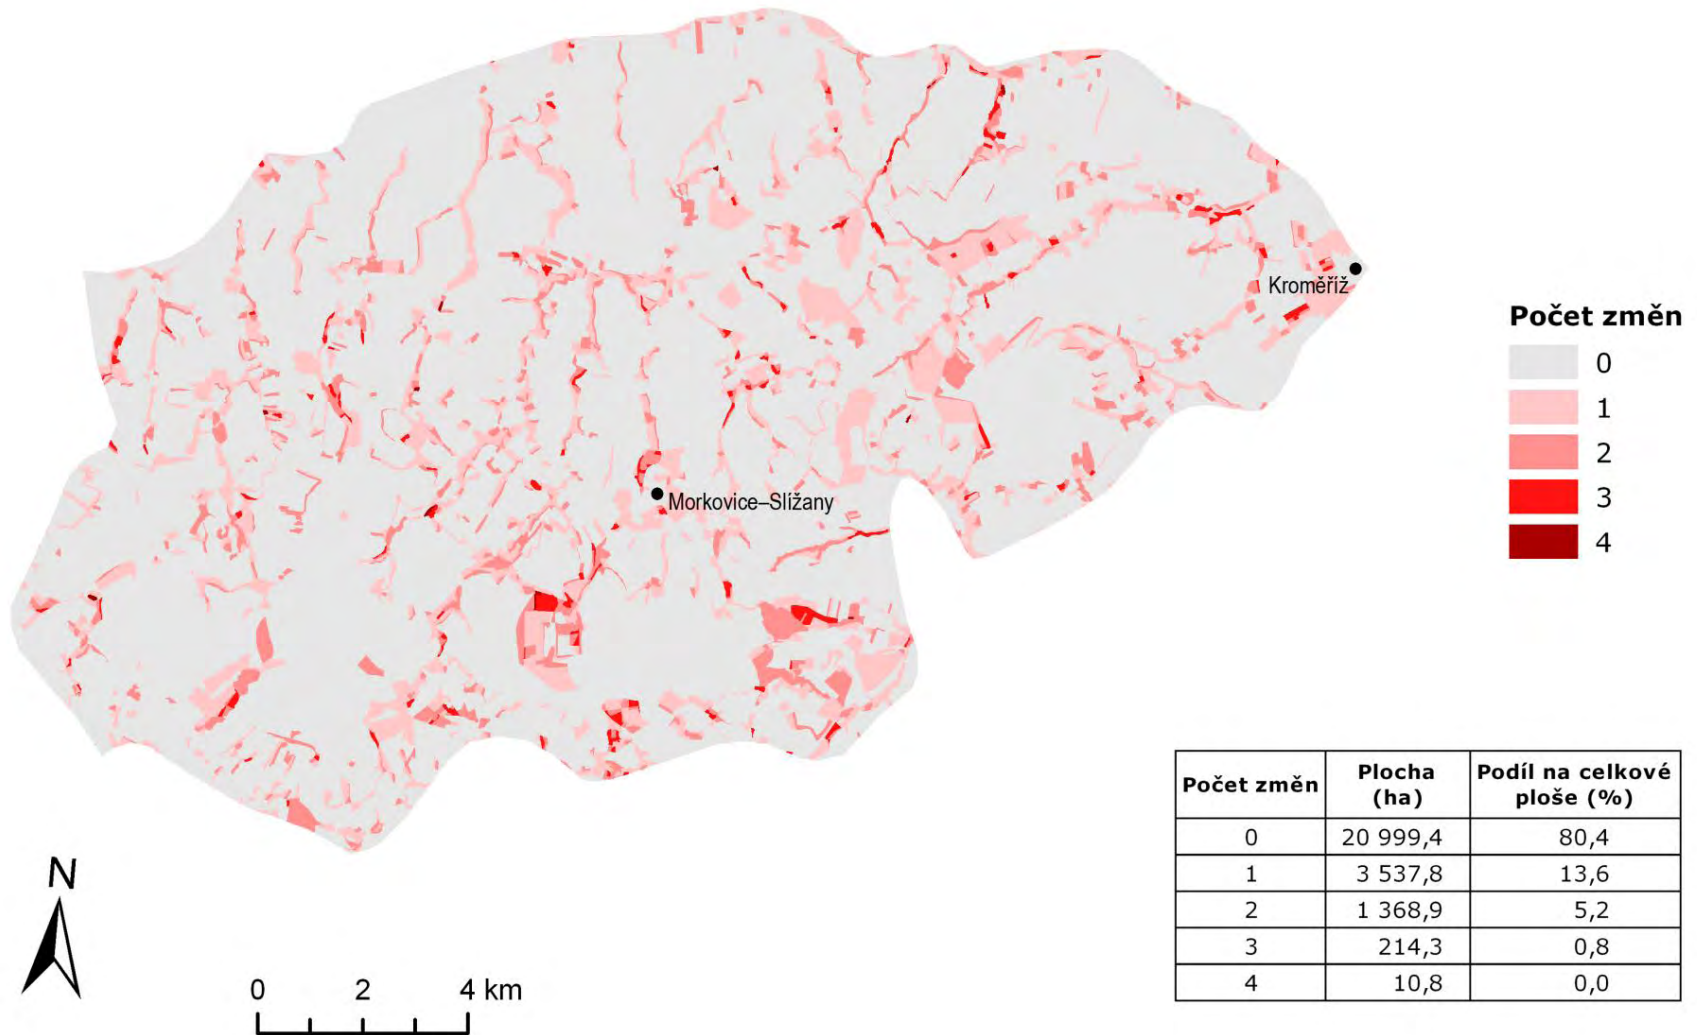 Kroměříž
Morkovice–Slížany
Počet změn
0
1
2
3
4
Počet změn Plocha (ha) Podíl na celkové ploše (%)
0 20 999,4 80,4
1 3 537,8 13,6
2 1 368,9 5,2
3 214,3 0,8
4 10,8 0,0
N
0 2 4 km